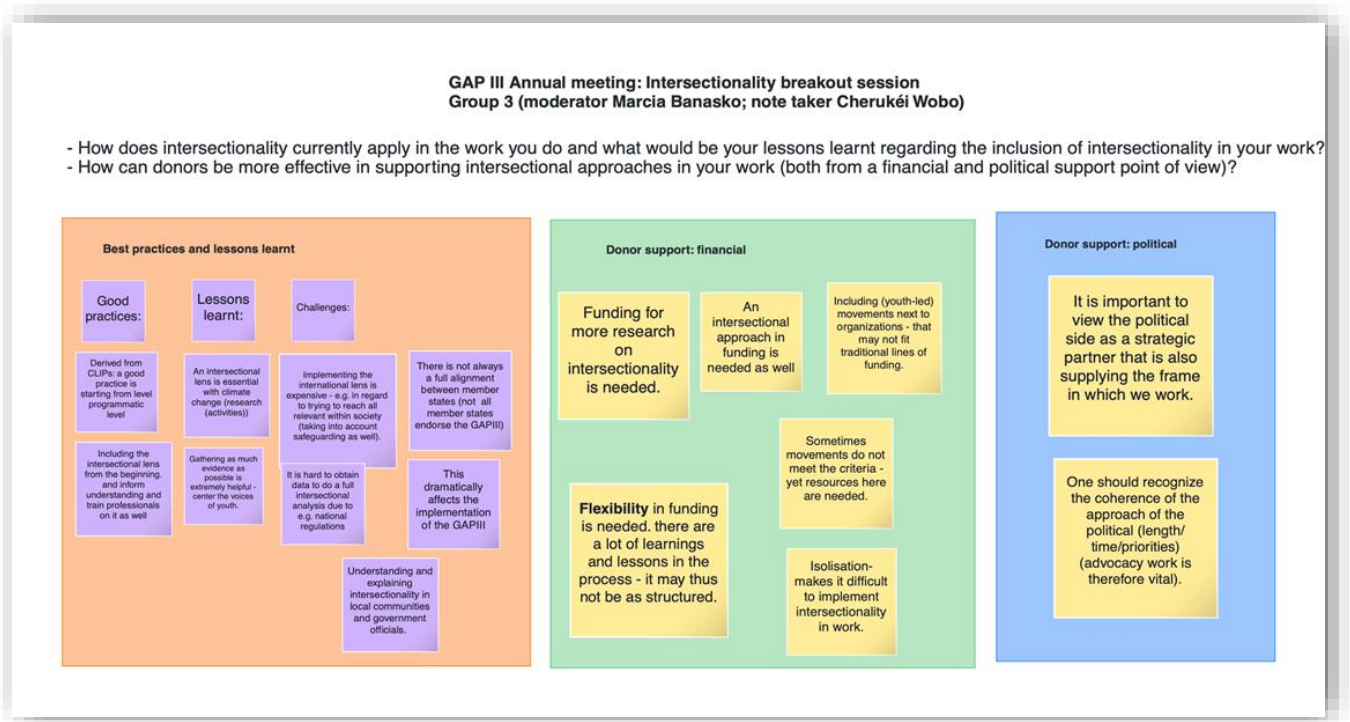 GAP III Annual meeting: Intersectionality breakout session
Group 3 (moderator Marcia Banasko; note taker Cherukéi Wobo)
- How does intersectionality currently apply in the work you do and what would be your lessons learnt regarding the inclusion of intersectionality in your work?
- How can donors be more effective in supporting intersectional approaches in your work (both from a financial and political support point of view)?
Best practices and lessons learnt
Good
practices:
Lessons
learnt:
Challenges:
Derived from
CLIPs: a good
practice is
starting from level
programmatic
level
An intersectional
lens is essential
with climate
change (research
(activities))
Implementing the
international lens is
expensive - e.g. in regard
to trying to reach all
relevant within society
(taking into account
safeguarding as well).
There is not always
a full alignment
between member
states (not all
member states
endorse the GAPIII)
Including the
intersectional lens
from the beginning.
and inform
understanding and
train professionals
on it as well
Gathering as much
evidence as
possible is
extremely helpful -
center the voices
of youth.
It is hard to obtain
data to do a full
intersectional
analysis due to
e.g. national
regulations
This
dramatically
affects the
implementation
of the GAPIII
Understanding and
explaining
intersectionality in
local communities
and government
officials.
Donor support: financial
Funding for
more research
on
intersectionality
is needed.
An
intersectional
approach in
funding is
needed as well
Including (youth-led)
movements next to
organizations - that
may not fit
traditional lines of
funding.
Sometimes
movements do not
meet the criteria -
yet resources here
are needed.
Flexibility in funding
is needed. there are
a lot of learnings
and lessons in the
process - it may thus
not be as structured.
Isolisation-
makes it difficult
to implement
intersectionality
in work.
Donor support: political
It is important to
view the political
side as a strategic
partner that is also
supplying the frame
in which we work.
One should recognize
the coherence of the
approach of the
political (length/
time/priorities)
(advocacy work is
therefore vital).